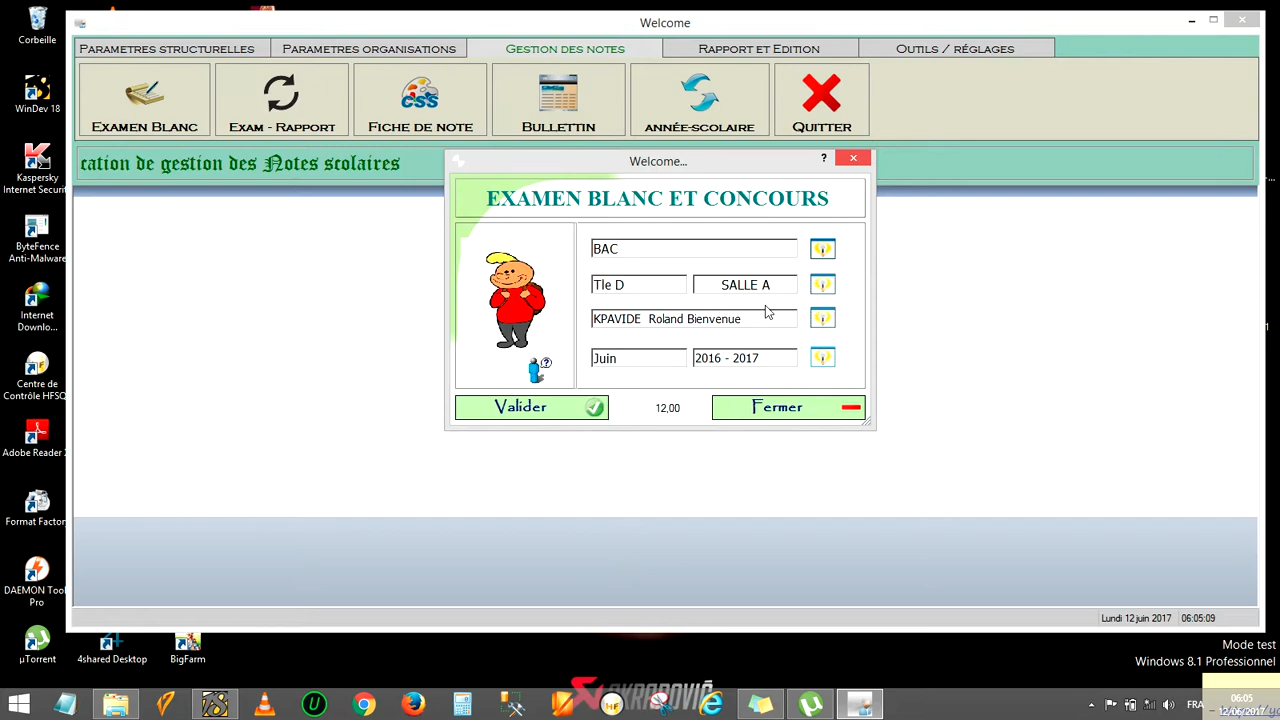 Corbeille
WinDev 18
Kaspersky
Internet Securit
ByteFence
Anti-Malware
Internet
Downlo...
Centre de
Contrôle HFSQ
Adobe Reader
Format Factor
DAEMON Tool
Pro
µTorrent
4shared Desktop
BigFarm
Welcome
PARAMETRES STRUCTURELLES
PARAMETRES ORGANISATIONS
GESTION DES NOTES
RAPPORT ET EDITION
OUTILS / RÉGLAGES
EXAMEN BLANC
EXAM - RAPPORT
FICHE DE NOTE
BULLETTIN
ANNÉE-SCOLAIRE
QUITTER
CSS
cation de gestion des Notes scolaires
Welcome...
?
EXAMEN BLANC ET CONCOURS
BAC
Tle D
SALLE A
KPAVIDE Roland Bienvenue
Juin
2016 - 2017
Valider
12,00
Fermer
Lundi 12 juin 2017
06:05:09
Mode test
Windows 8.1 Professionnel
AKRAPOVIČ
FRA
06:05
12/06/2017